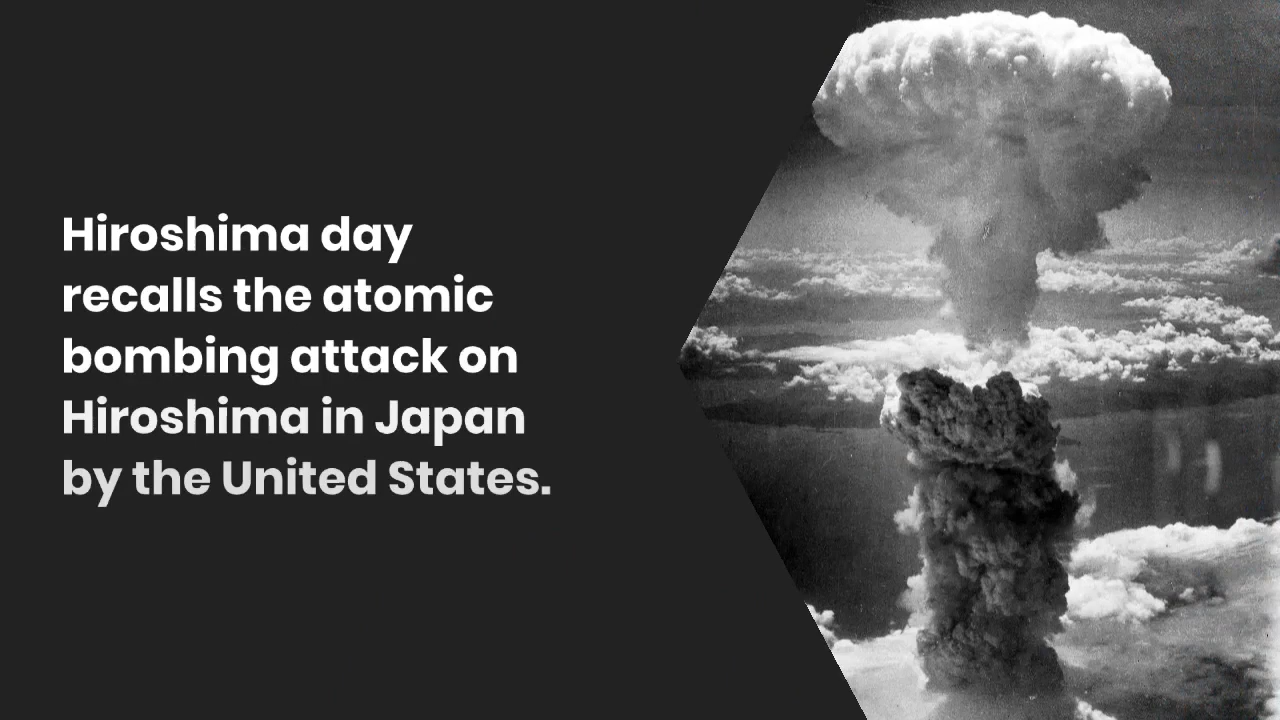 Hiroshima day
recalls the atomic
bombing attack on
Hiroshima in Japan
by the United States.